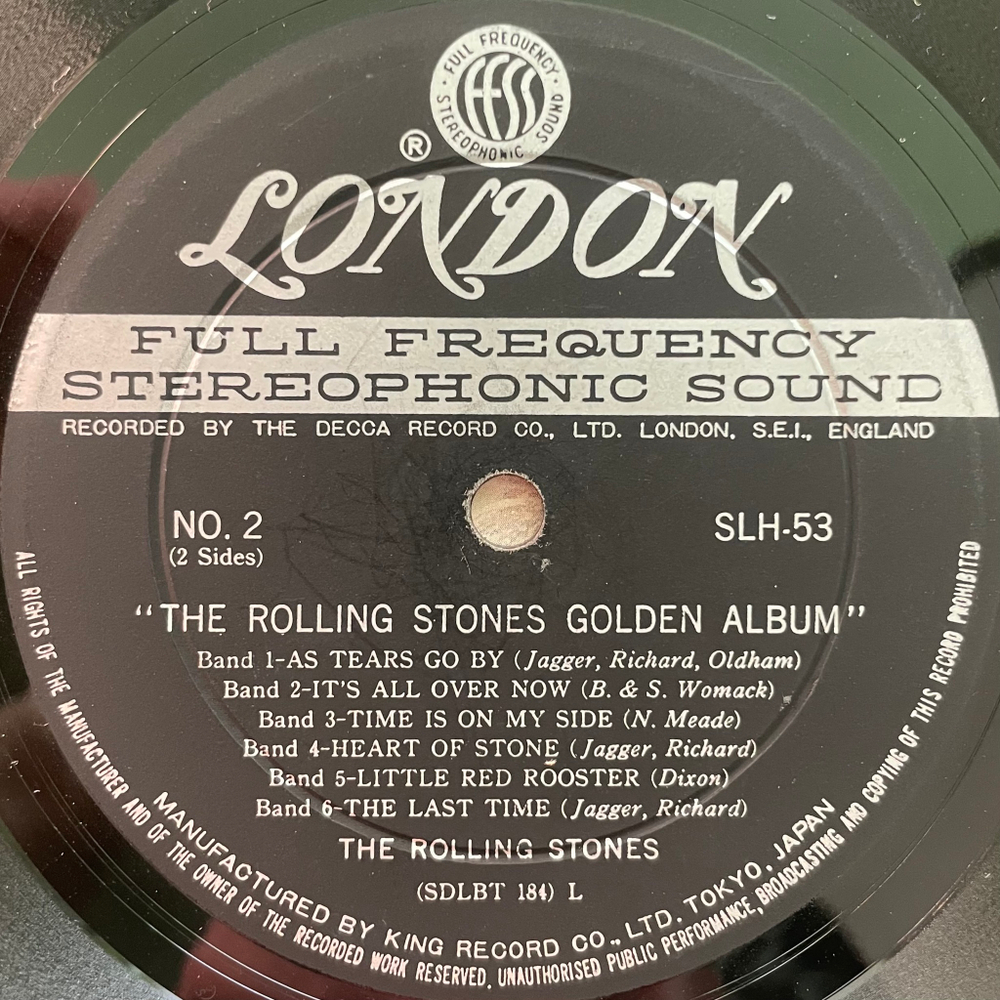 · FULL FREQUENCY ·
FFSS
STEREOPHONIC SOUND
®
LONDON
FULL FREQUENCY
STEREOPHONIC SOUND
RECORDED BY THE DECCA RECORD CO., LTD. LONDON, S.E.I., ENGLAND
NO. 2
(2 Sides)
SLH-53
“THE ROLLING STONES GOLDEN ALBUM”
Band 1-AS TEARS GO BY (Jagger, Richard, Oldham)
Band 2-IT'S ALL OVER NOW (B. & S. Womack)
Band 3-TIME IS ON MY SIDE (N. Meade)
Band 4-HEART OF STONE (Jagger, Richard)
Band 5-LITTLE RED ROOSTER (Dixon)
Band 6-THE LAST TIME (Jagger, Richard)
THE ROLLING STONES
(SDLBT 184) L
MANUFACTURED BY KING RECORD CO., LTD. TOKYO, JAPAN
ALL RIGHTS OF THE MANUFACTURER AND OF THE OWNER OF THE RECORDED WORK RESERVED. UNAUTHORISED PUBLIC PERFORMANCE, BROADCASTING AND COPYING OF THIS RECORD PROHIBITED